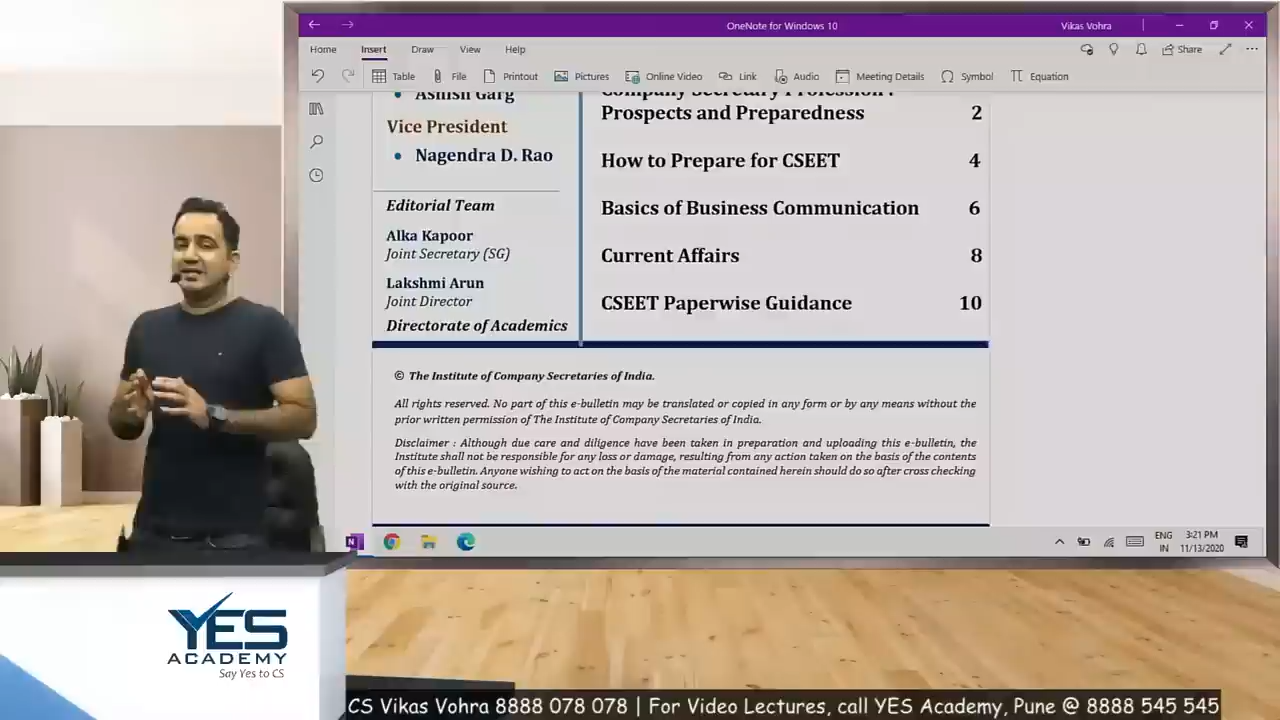 OneNote for Windows 10
Vikas Vohra
Home Insert Draw View Help
Share
Table File Printout Pictures Online Video Link Audio Meeting Details Symbol Equation
Ashish Garg
Vice President
Nagendra D. Rao
Editorial Team
Alka Kapoor
Joint Secretary (SG)
Lakshmi Arun
Joint Director
Directorate of Academics
Company Secretary Profession :
Prospects and Preparedness 2
How to Prepare for CSEET 4
Basics of Business Communication 6
Current Affairs 8
CSEET Paperwise Guidance 10
© The Institute of Company Secretaries of India.
All rights reserved. No part of this e-bulletin may be translated or copied in any form or by any means without the
prior written permission of The Institute of Company Secretaries of India.
Disclaimer : Although due care and diligence have been taken in preparation and uploading this e-bulletin, the
Institute shall not be responsible for any loss or damage, resulting from any action taken on the basis of the contents
of this e-bulletin. Anyone wishing to act on the basis of the material contained herein should do so after cross checking
with the original source.
ENG
IN
3:21 PM
11/13/2020
YES
ACADEMY
Say Yes to CS
CS Vikas Vohra 8888 078 078 | For Video Lectures, call YES Academy, Pune @ 8888 545 545